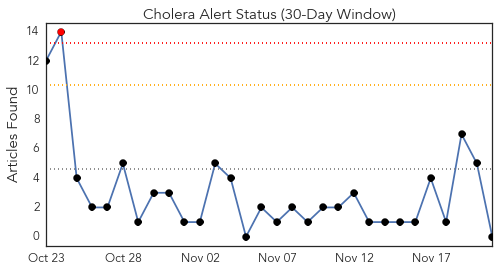 Cholera Alert Status (30-Day Window)
Articles Found
14
12
10
8
6
4
2
0
Oct 23 Oct 28 Nov 02 Nov 07 Nov 12 Nov 17